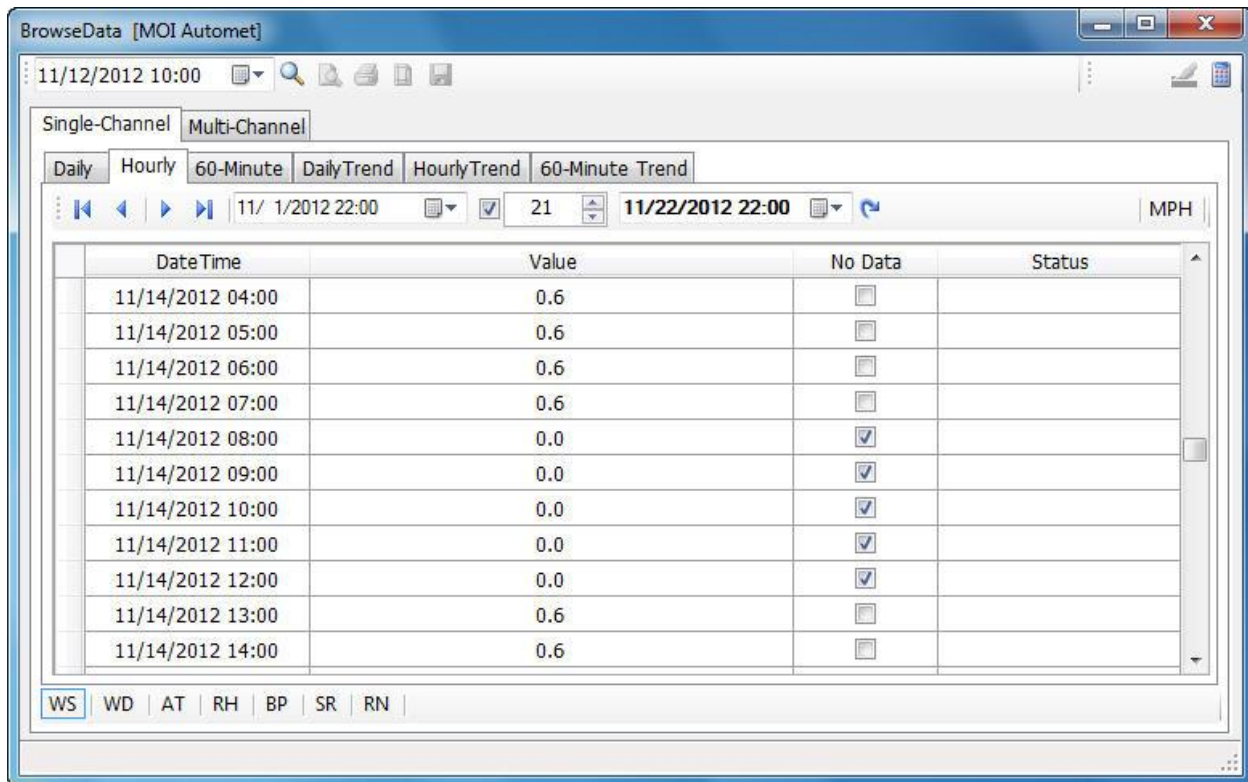 BrowseData [MOI Automet]
11/12/2012 10:00
Single-Channel Multi-Channel
Daily Hourly 60-Minute DailyTrend HourlyTrend 60-Minute Trend
11/ 1/2012 22:00 21 11/22/2012 22:00 MPH
DateTime Value No Data Status
11/14/2012 04:00 0.6
11/14/2012 05:00 0.6
11/14/2012 06:00 0.6
11/14/2012 07:00 0.6
11/14/2012 08:00 0.0
11/14/2012 09:00 0.0
11/14/2012 10:00 0.0
11/14/2012 11:00 0.0
11/14/2012 12:00 0.0
11/14/2012 13:00 0.6
11/14/2012 14:00 0.6
WS WD AT RH BP SR RN